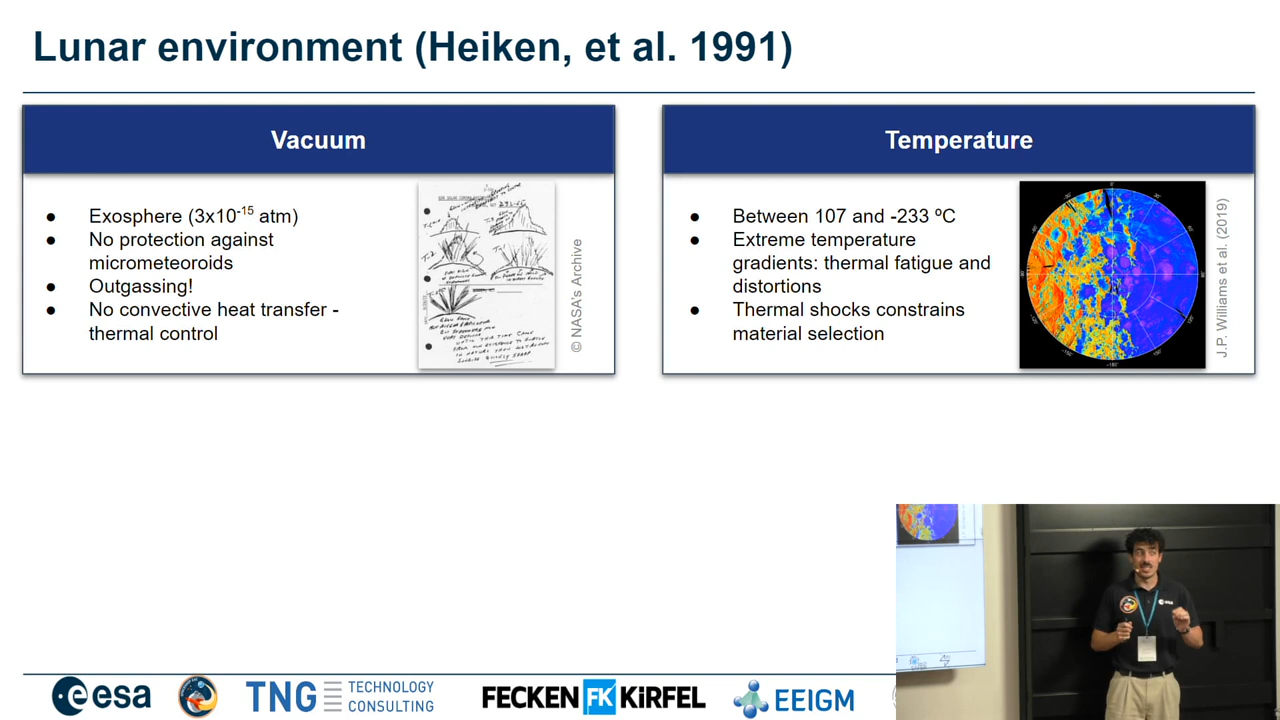 Lunar environment (Heiken, et al. 1991)
Vacuum
● Exosphere (3x10⁻¹⁵ atm)
● No protection against
micrometeoroids
● Outgassing!
● No convective heat transfer -
thermal control
© NASA's Archive
Temperature
● Between 107 and -233 ºC
● Extreme temperature
gradients: thermal fatigue and
distortions
● Thermal shocks constrains
material selection
J.P. Williams et al. (2019)
esa
TNG TECHNOLOGY
CONSULTING
FECKEN FK KiRFEL
EEIGM
esa